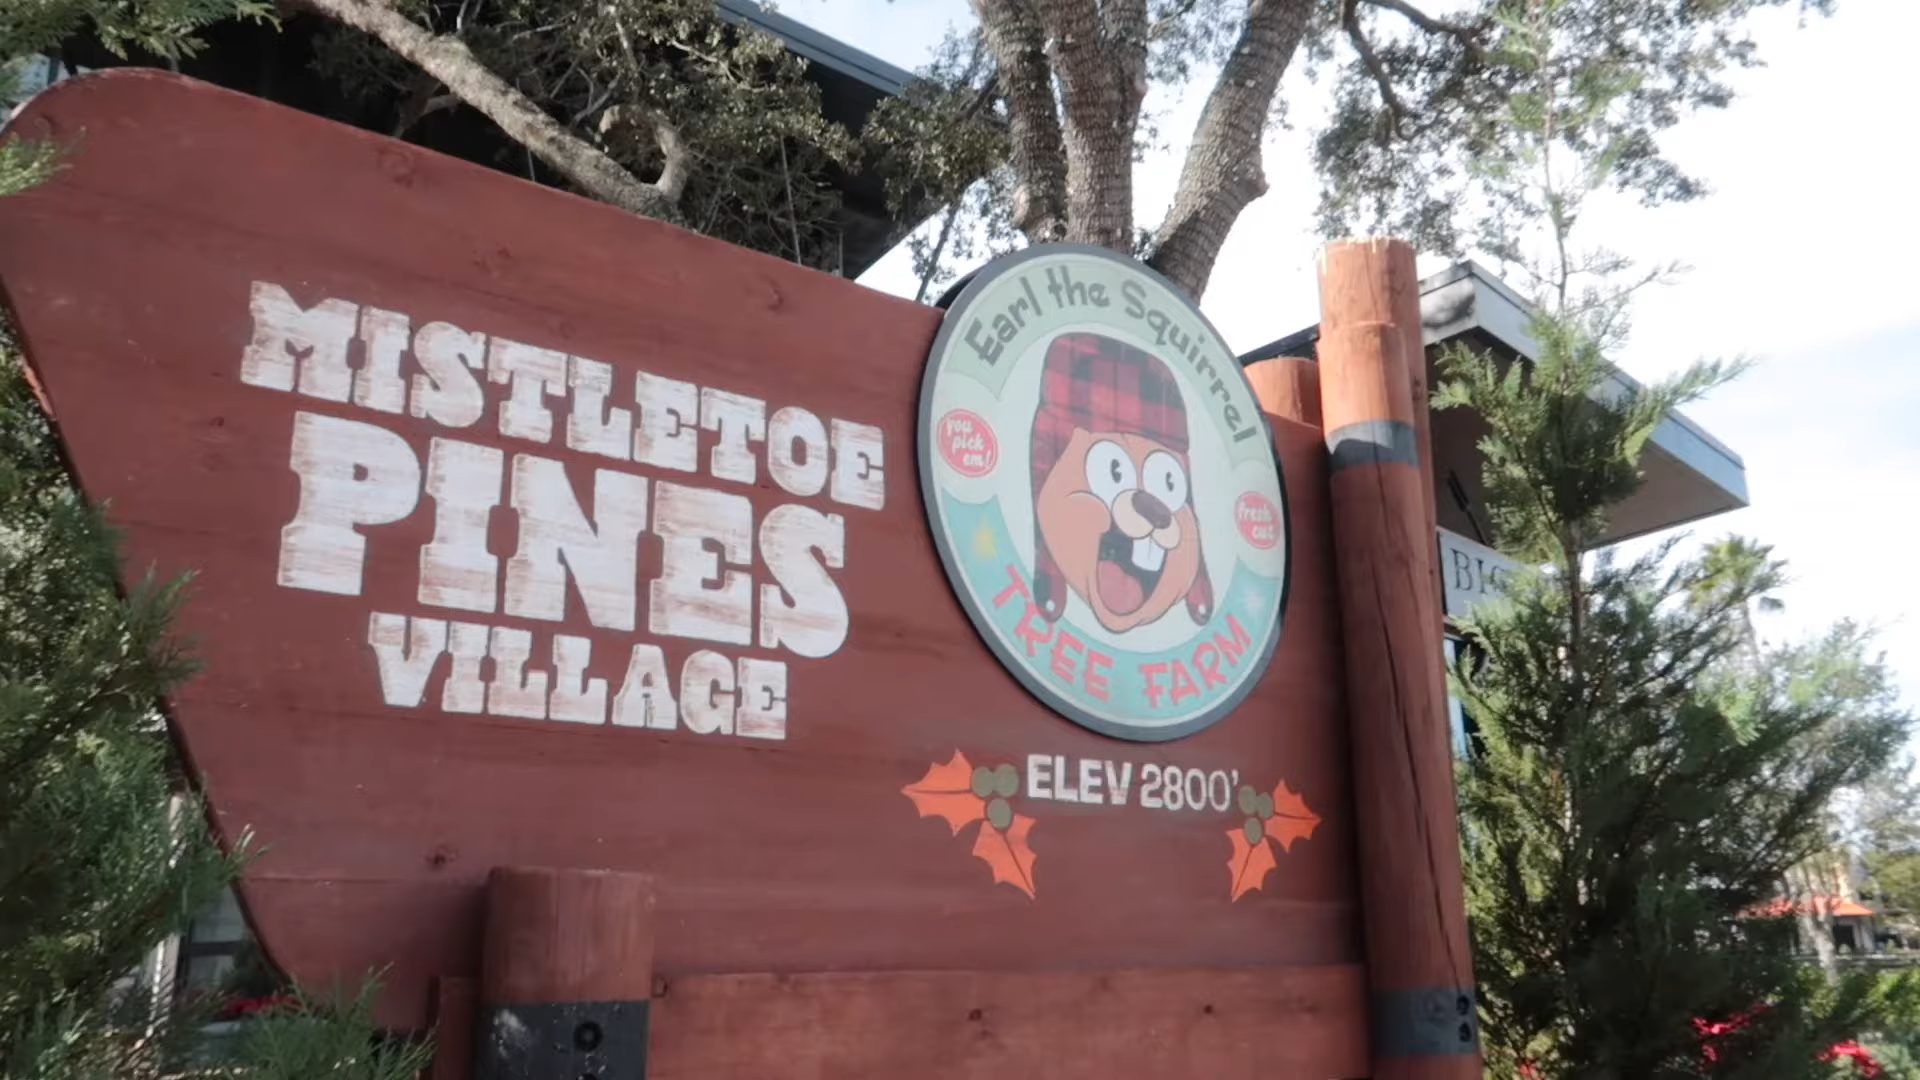 MISTLETOE
PINES
VILLAGE
Earl the Squirrel
you
pick
em!
fresh
cut
TREE FARM
ELEV 2800'